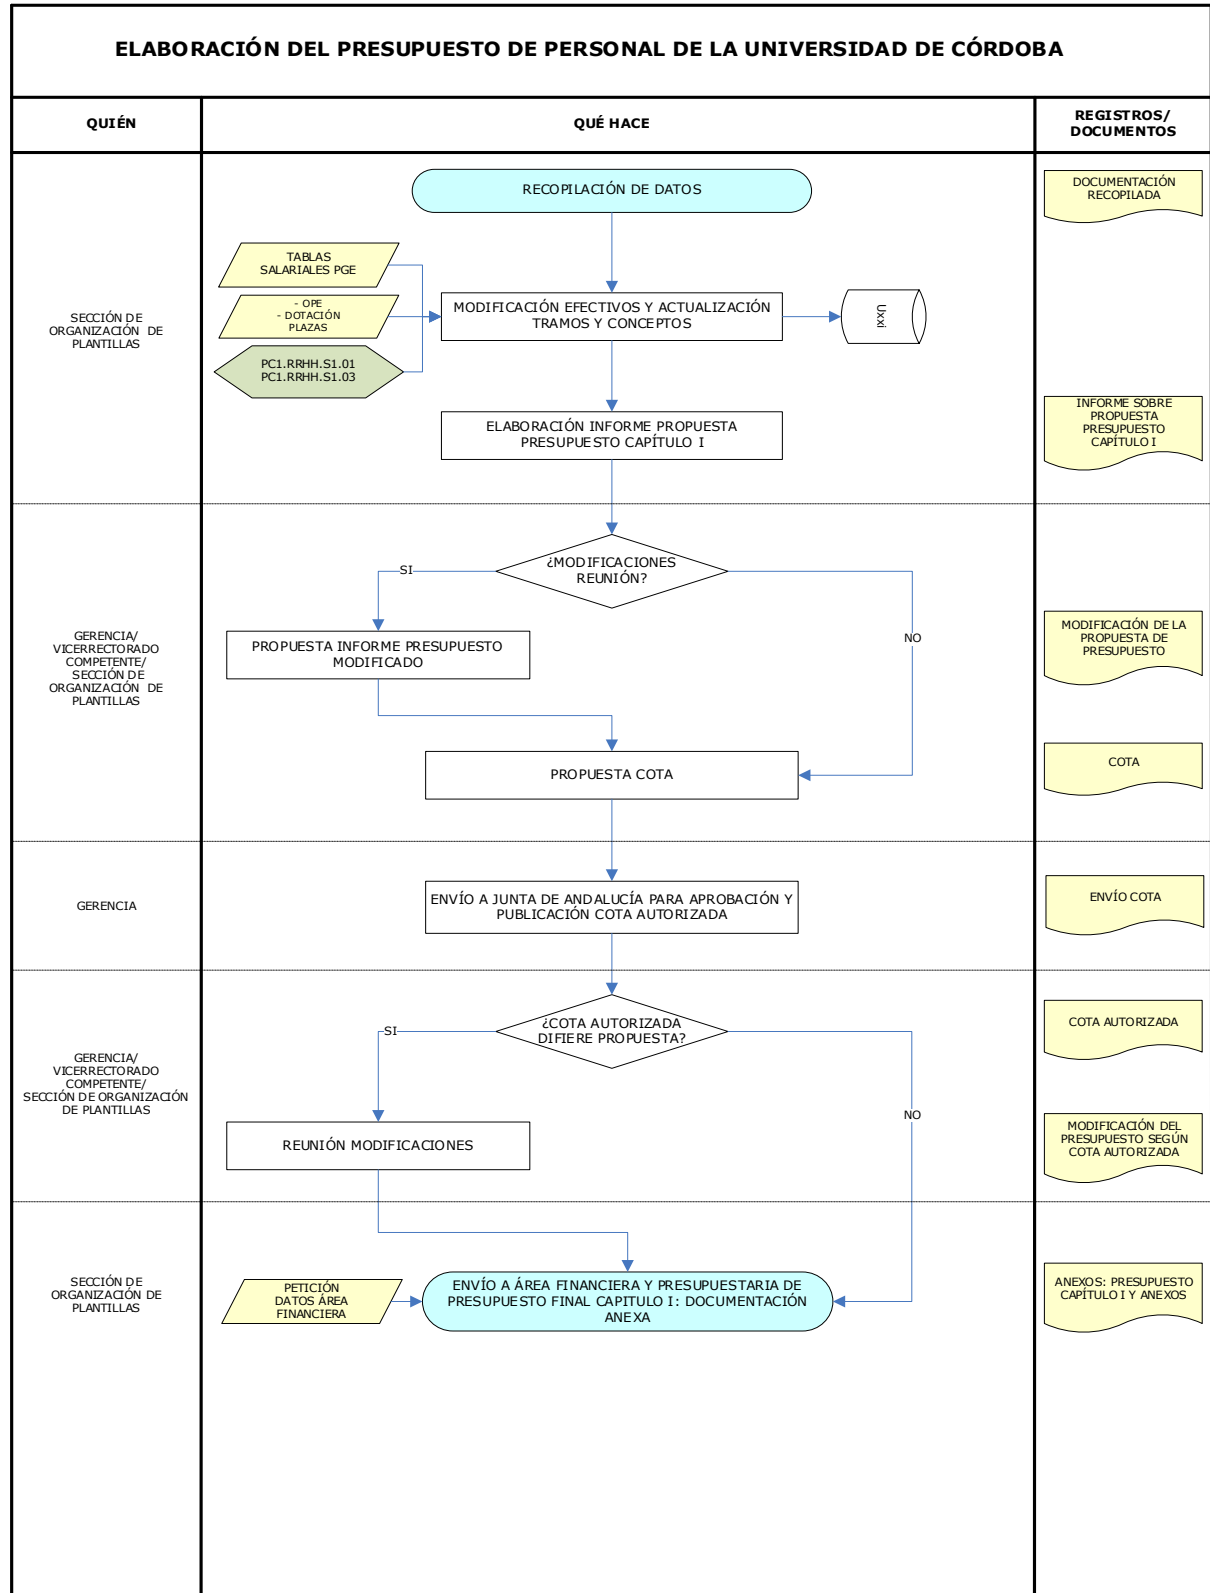 ELABORACIÓN DEL PRESUPUESTO DE PERSONAL DE LA UNIVERSIDAD DE CÓRDOBA
QUIÉN
QUÉ HACE
REGISTROS/
DOCUMENTOS
SECCIÓN DE
ORGANIZACIÓN DE
PLANTILLAS
RECOPILACIÓN DE DATOS
DOCUMENTACIÓN
RECOPILADA
TABLAS
SALARIALES PGE
- OPE
- DOTACIÓN
PLAZAS
PC1.RRHH.S1.01
PC1.RRHH.S1.03
MODIFICACIÓN EFECTIVOS Y ACTUALIZACIÓN
TRAMOS Y CONCEPTOS
Uxxi
ELABORACIÓN INFORME PROPUESTA
PRESUPUESTO CAPÍTULO I
INFORME SOBRE
PROPUESTA
PRESUPUESTO
CAPÍTULO I
GERENCIA/
VICERRECTORADO
COMPETENTE/
SECCIÓN DE
ORGANIZACIÓN DE
PLANTILLAS
¿MODIFICACIONES
REUNIÓN?
SI
NO
PROPUESTA INFORME PRESUPUESTO
MODIFICADO
MODIFICACIÓN DE LA
PROPUESTA DE
PRESUPUESTO
PROPUESTA COTA
COTA
GERENCIA
ENVÍO A JUNTA DE ANDALUCÍA PARA APROBACIÓN Y
PUBLICACIÓN COTA AUTORIZADA
ENVÍO COTA
GERENCIA/
VICERRECTORADO
COMPETENTE/
SECCIÓN DE ORGANIZACIÓN
DE PLANTILLAS
¿COTA AUTORIZADA
DIFIERE PROPUESTA?
SI
NO
COTA AUTORIZADA
REUNIÓN MODIFICACIONES
MODIFICACIÓN DEL
PRESUPUESTO SEGÚN
COTA AUTORIZADA
SECCIÓN DE
ORGANIZACIÓN DE
PLANTILLAS
PETICIÓN
DATOS ÁREA
FINANCIERA
ENVÍO A ÁREA FINANCIERA Y PRESUPUESTARIA DE
PRESUPUESTO FINAL CAPITULO I: DOCUMENTACIÓN
ANEXA
ANEXOS: PRESUPUESTO
CAPÍTULO I Y ANEXOS